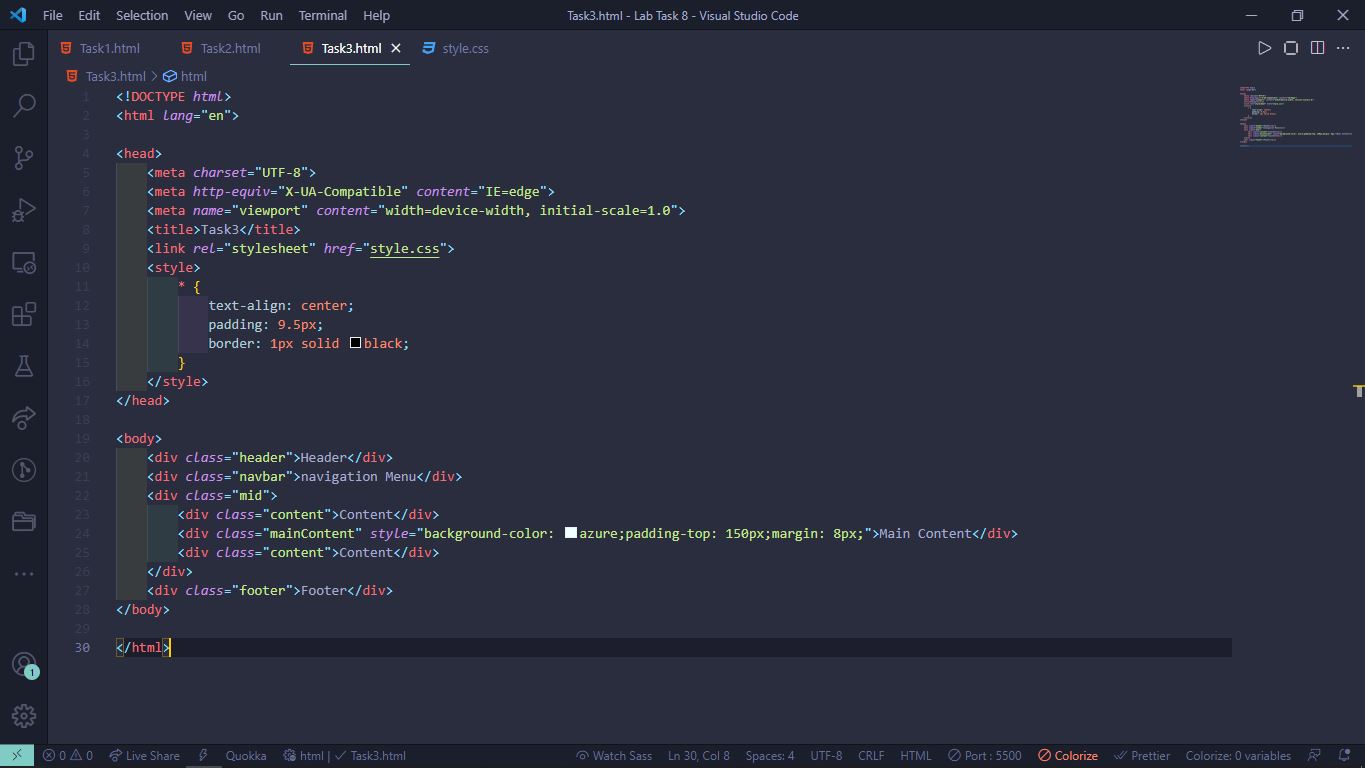 File Edit Selection View Go Run Terminal Help Task3.html - Lab Task 8 - Visual Studio Code
Task1.html Task2.html Task3.html style.css
Task3.html > html
1 <!DOCTYPE html>
2 <html lang="en">
3
4 <head>
5 <meta charset="UTF-8">
6 <meta http-equiv="X-UA-Compatible" content="IE=edge">
7 <meta name="viewport" content="width=device-width, initial-scale=1.0">
8 <title>Task3</title>
9 <link rel="stylesheet" href="style.css">
10 <style>
11 * {
12 text-align: center;
13 padding: 9.5px;
14 border: 1px solid black;
15 }
16 </style>
17 </head>
18
19 <body>
20 <div class="header">Header</div>
21 <div class="navbar">navigation Menu</div>
22 <div class="mid">
23 <div class="content">Content</div>
24 <div class="mainContent" style="background-color: azure;padding-top: 150px;margin: 8px;">Main Content</div>
25 <div class="content">Content</div>
26 </div>
27 <div class="footer">Footer</div>
28 </body>
29
30 </html>
1
0 0 Live Share Quokka html | Task3.html Watch Sass Ln 30, Col 8 Spaces: 4 UTF-8 CRLF HTML Port : 5500 Colorize Prettier Colorize: 0 variables